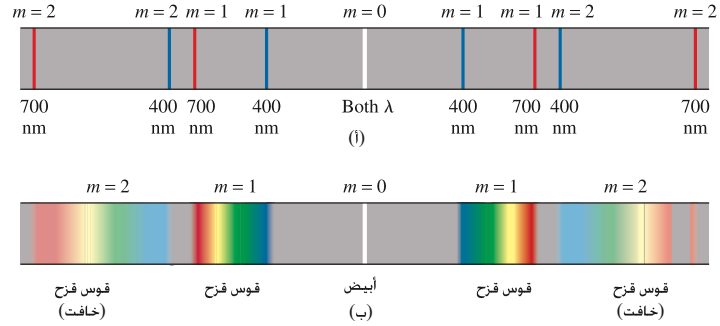 m = 2 m = 2 m = 1 m = 1 m = 0 m = 1 m = 1 m = 2 m = 2
700 nm 400 nm 700 nm 400 nm Both λ 400 nm 700 nm 400 nm 700 nm
(أ)
m = 2 m = 1 m = 0 m = 1 m = 2
قوس قزح (خافت) قوس قزح أبيض قوس قزح قوس قزح (خافت)
(ب)